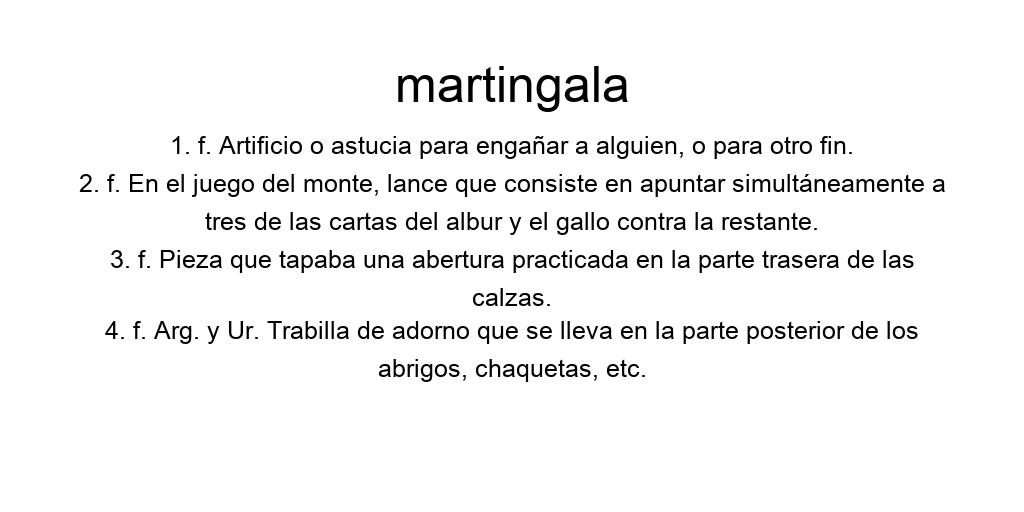 martingala
1. f. Artificio o astucia para engañar a alguien, o para otro fin.
2. f. En el juego del monte, lance que consiste en apuntar simultáneamente a
tres de las cartas del albur y el gallo contra la restante.
3. f. Pieza que tapaba una abertura practicada en la parte trasera de las
calzas.
4. f. Arg. y Ur. Trabilla de adorno que se lleva en la parte posterior de los
abrigos, chaquetas, etc.